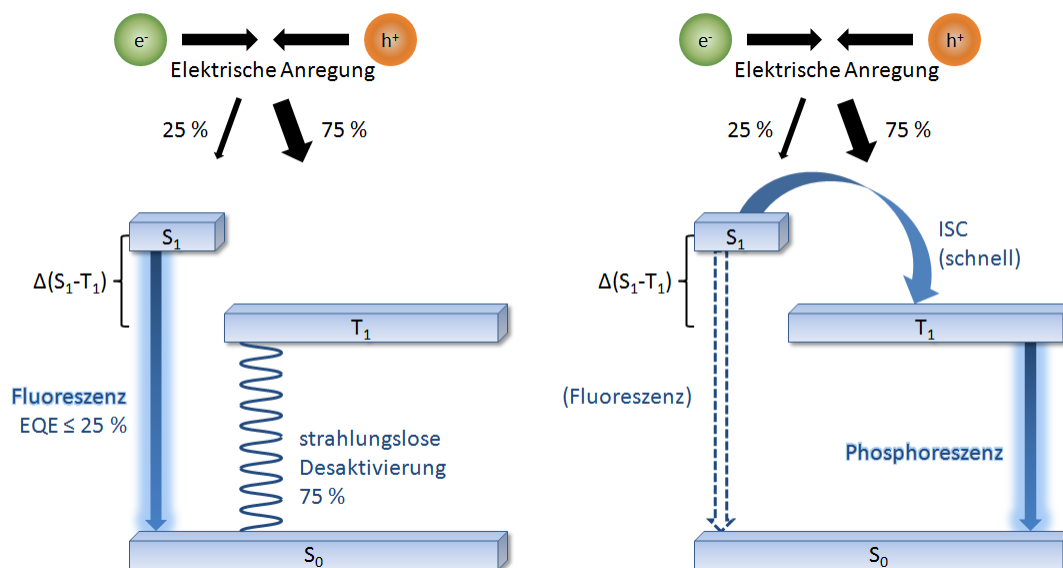 e⁻ h⁺
Elektrische Anregung
25 % 75 %
S₁
Δ(S₁-T₁)
T₁
Fluoreszenz
EQE ≤ 25 %
strahlungslose
Desaktivierung
75 %
S₀
e⁻ h⁺
Elektrische Anregung
25 % 75 %
S₁
ISC
(schnell)
Δ(S₁-T₁)
T₁
(Fluoreszenz)
Phosphoreszenz
S₀